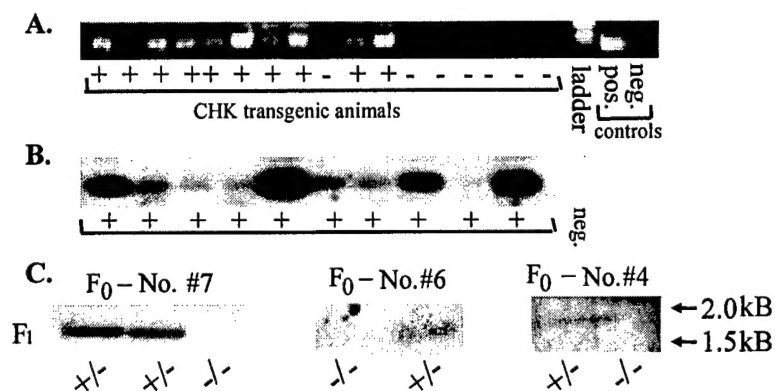 A.
+ + + ++ + + + - + + - - - - - -
ladder
pos.
neg.
CHK transgenic animals
controls
B.
+ + + + + + + + + +
neg.
C.
F0 – No. #7
F0 – No.#6
F0 – No.#4
← 2.0kB
F1
← 1.5kB
+/- +/- -/- -/- +/- +/- -/-